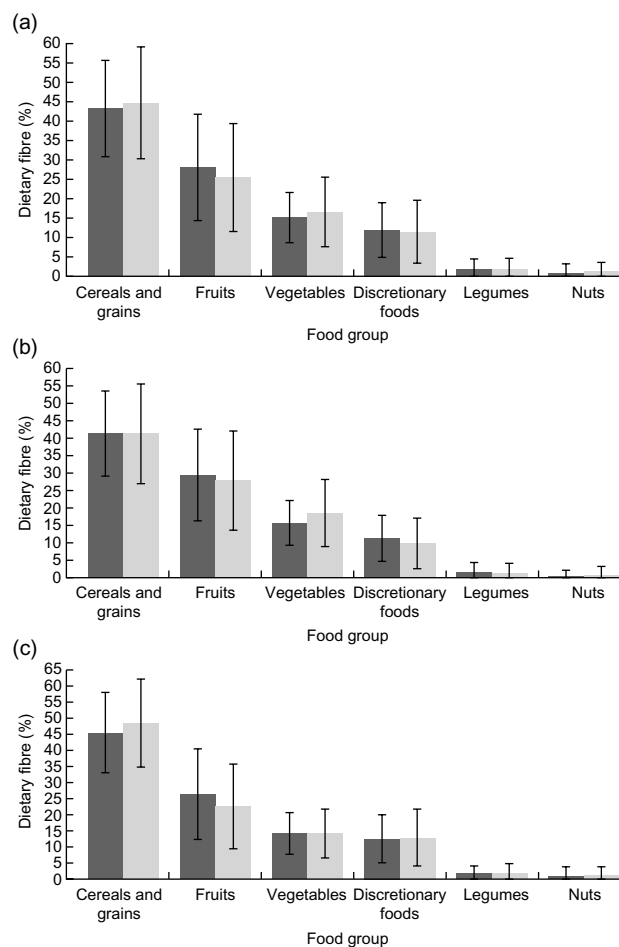 (a)
Dietary fibre (%)
60
55
50
45
40
35
30
25
20
15
10
5
0
Cereals and grains
Fruits
Vegetables
Discretionary foods
Legumes
Nuts
Food group
(b)
Dietary fibre (%)
60
55
50
45
40
35
30
25
20
15
10
5
0
Cereals and grains
Fruits
Vegetables
Discretionary foods
Legumes
Nuts
Food group
(c)
Dietary fibre (%)
65
60
55
50
45
40
35
30
25
20
15
10
5
0
Cereals and grains
Fruits
Vegetables
Discretionary foods
Legumes
Nuts
Food group